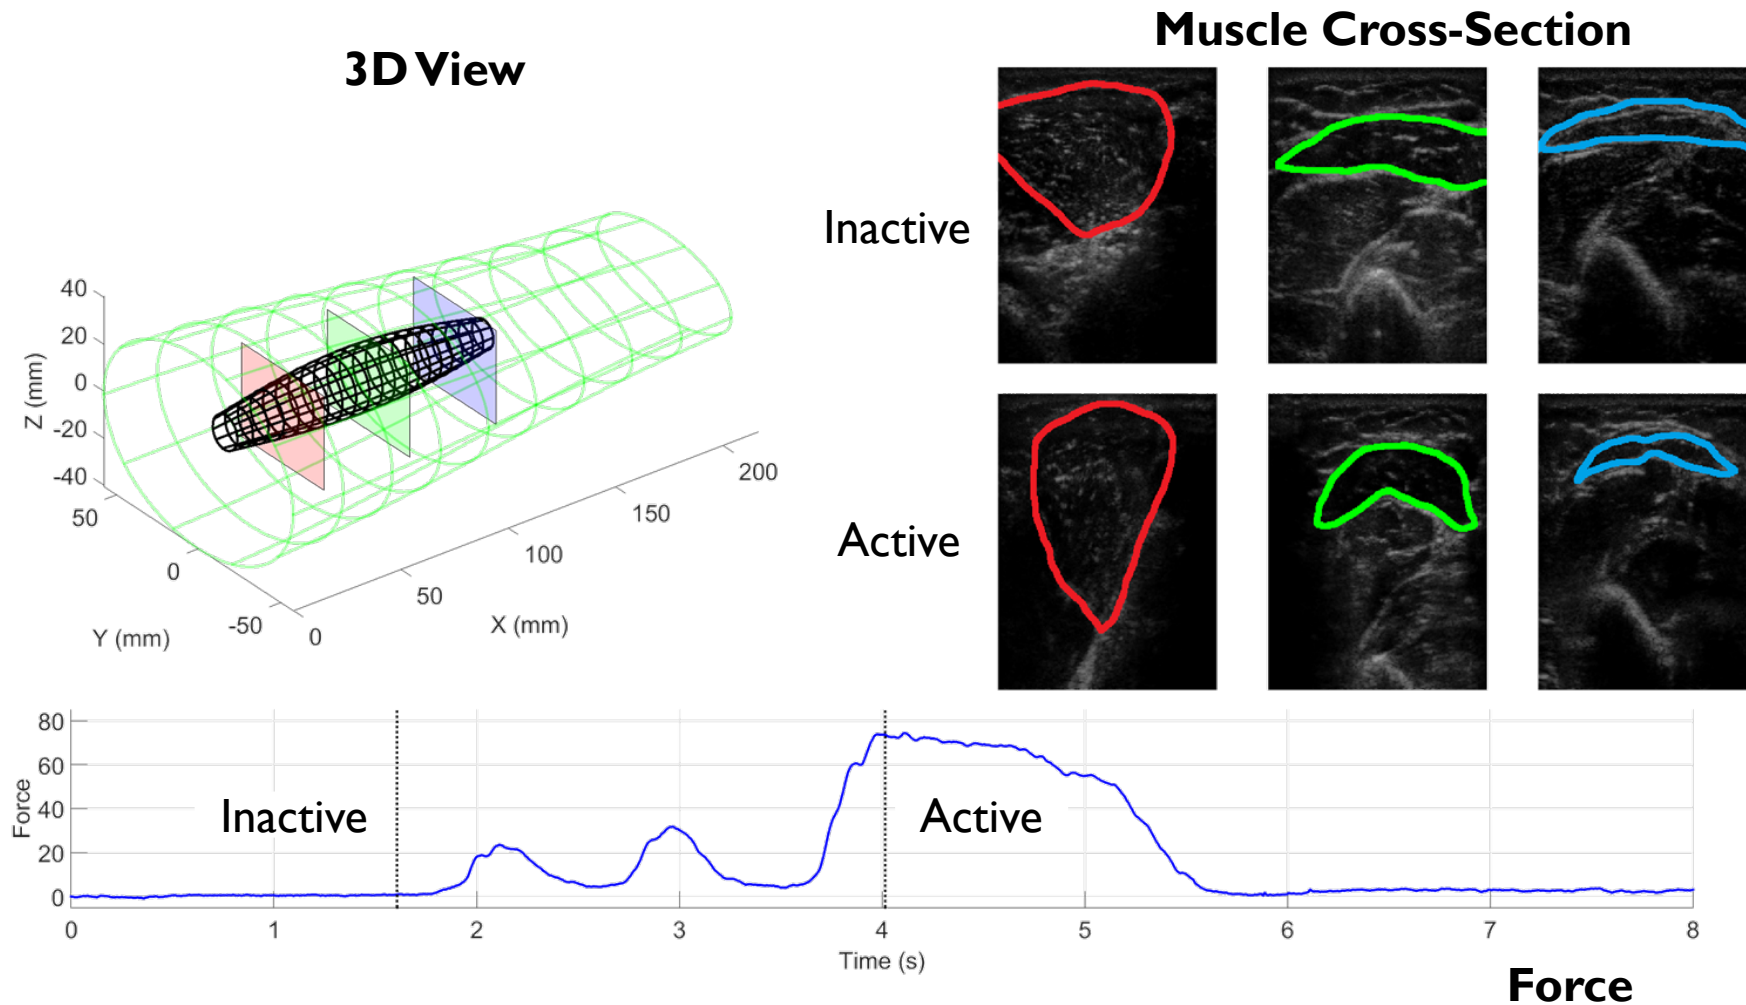 Muscle Cross-Section
3D View
Inactive
Active
40
20
0
-20
-40
Z (mm)
50
0
-50
Y (mm)
0
50
100
150
200
X (mm)
80
60
40
20
0
Force
Inactive
Active
0 1 2 3 4 5 6 7 8
Time (s)
Force